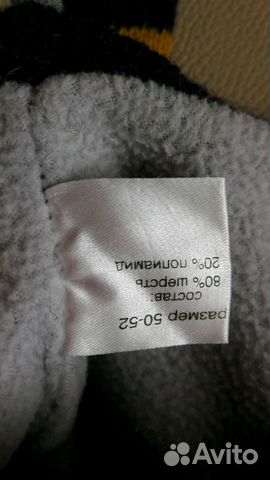 размер 50-52
состав:
80% шерсть
20% полиамид
Avito